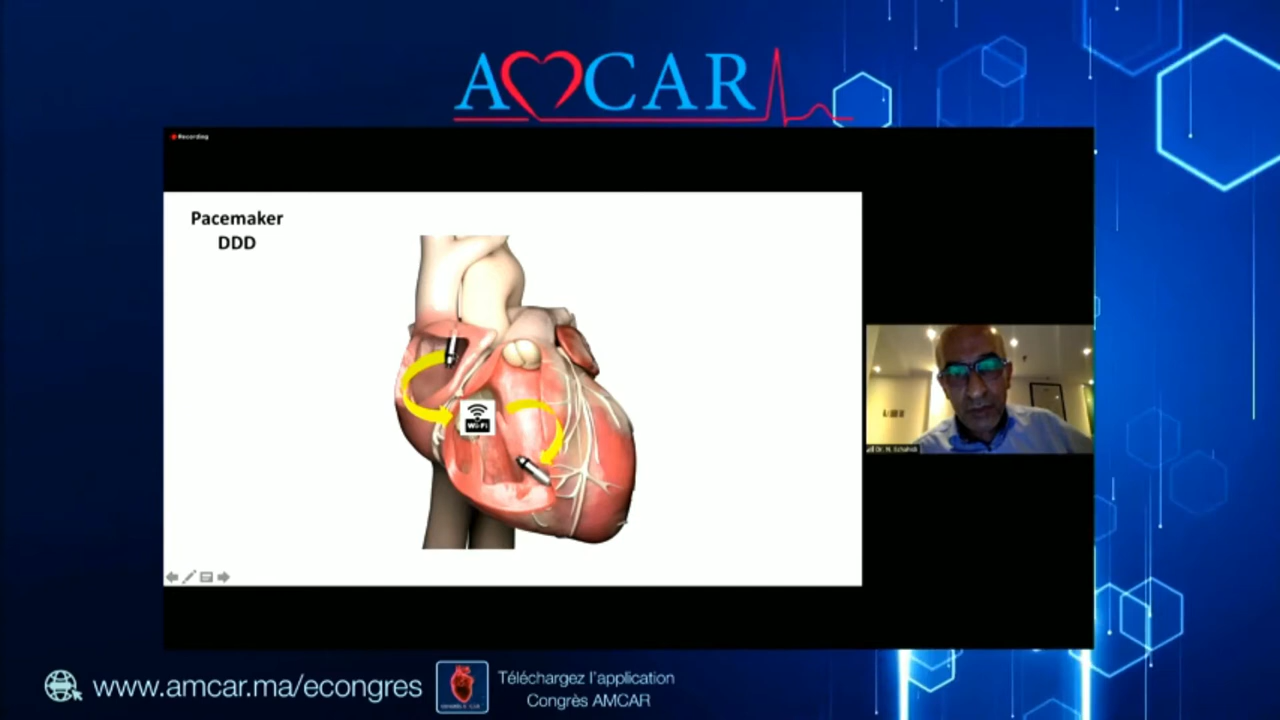 AMCAR
Recording
Pacemaker
DDD
Wi-Fi
www.amcar.ma/econgres
Téléchargez l'application
Congrès AMCAR